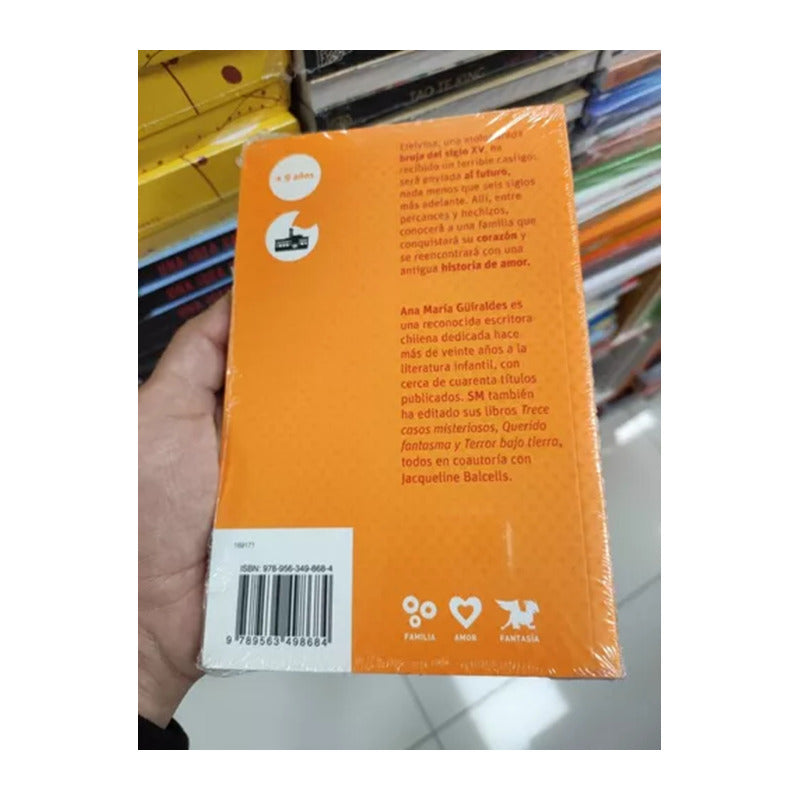 TAO TE KING
+ 9 años
bruja del siglo XV, ha
recibido un terrible castigo:
será enviada al futuro,
nada menos que seis siglos
más adelante. Allí, entre
percances y hechizos,
conocerá a una familia que
conquistará su corazón y
se reencontrará con una
antigua historia de amor.
Ana María Güiraldes es
una reconocida escritora
chilena dedicada hace
más de veinte años a la
literatura infantil, con
cerca de cuarenta títulos
publicados. SM también
ha editado sus libros Trece
casos misteriosos, Querido
fantasma y Terror bajo tierra,
todos en coautoría con
Jacqueline Balcells.
169177
ISBN: 978-956-349-868-4
9 789563 498684
FAMILIA
AMOR
FANTASÍA